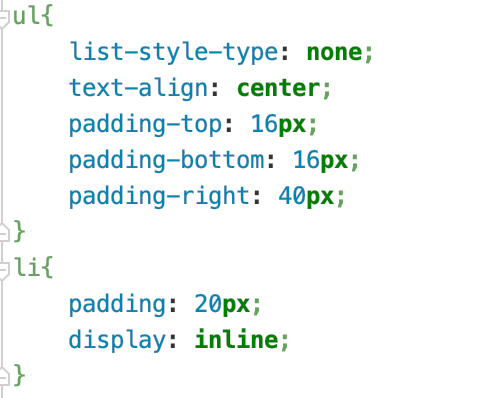 ul{
list-style-type: none;
text-align: center;
padding-top: 16px;
padding-bottom: 16px;
padding-right: 40px;
}
li{
padding: 20px;
display: inline;
}